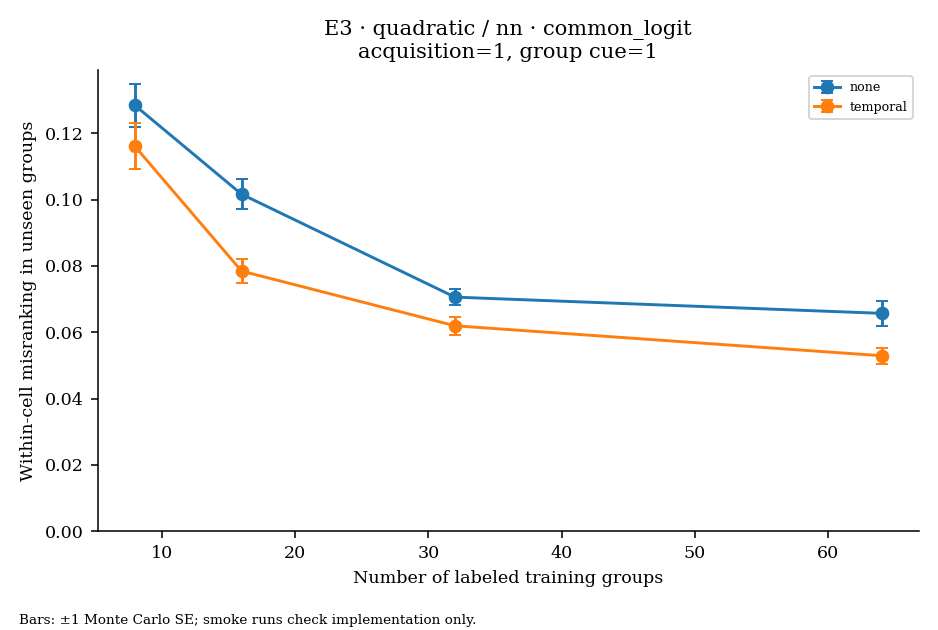 E3 · quadratic / nn · common_logit
acquisition=1, group cue=1
none
temporal
Within-cell misranking in unseen groups
0.12
0.10
0.08
0.06
0.04
0.02
0.00
10 20 30 40 50 60
Number of labeled training groups
Bars: ±1 Monte Carlo SE; smoke runs check implementation only.